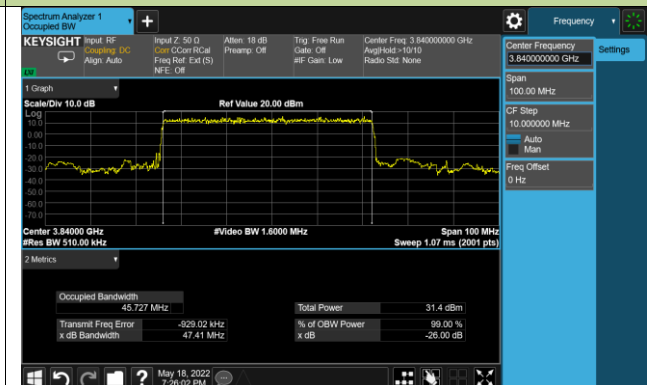 Spectrum Analyzer 1
Occupied BW
+
Frequency
KEYSIGHT Input: RF
Coupling: DC
Align: Auto
Input Z: 50 Ω
Corr CCorr RCal
Freq Ref: Ext (S)
NFE: Off
Atten: 18 dB
Preamp: Off
Trig: Free Run
Gate: Off
#IF Gain: Low
Center Freq: 3.840000000 GHz
Avg|Hold:>10/10
Radio Std: None
Center Frequency
3.840000000 GHz
Settings
Span
100.00 MHz
CF Step
10.000000 MHz
Auto
Man
Freq Offset
0 Hz
1 Graph
Scale/Div 10.0 dB
Ref Value 20.00 dBm
Log
10.0
0.00
-10.0
-20.0
-30.0
-40.0
-50.0
-60.0
-70.0
Center 3.84000 GHz
#Video BW 1.6000 MHz
Span 100 MHz
#Res BW 510.00 kHz
Sweep 1.07 ms (2001 pts)
2 Metrics
Occupied Bandwidth
45.727 MHz
Total Power 31.4 dBm
Transmit Freq Error -929.02 kHz
% of OBW Power 99.00 %
x dB Bandwidth 47.41 MHz
x dB -26.00 dB
?
May 18, 2022
7:26:02 PM